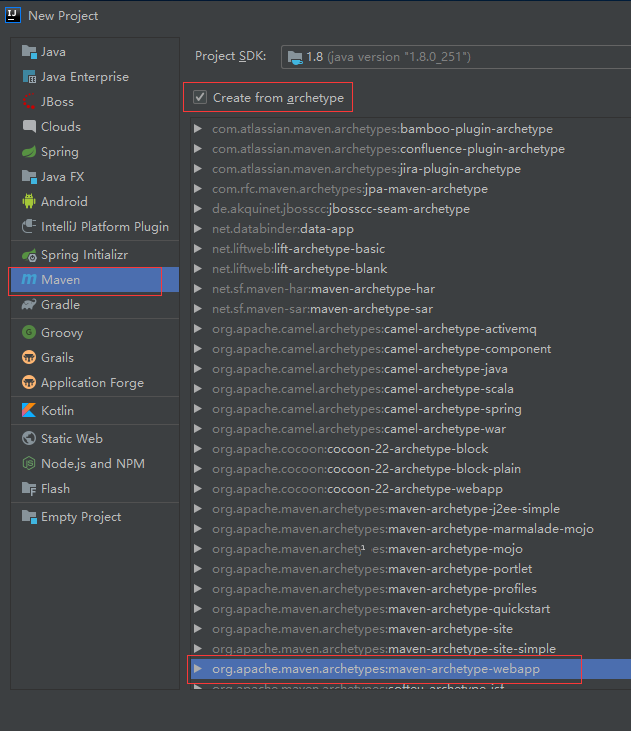 New Project
Java
Java Enterprise
JBoss
Clouds
Spring
Java FX
Android
IntelliJ Platform Plugin
Spring Initializr
Maven
Gradle
Groovy
Grails
Application Forge
Kotlin
Static Web
Node.js and NPM
Flash
Empty Project
Project SDK: 1.8 (java version "1.8.0_251")
Create from archetype
com.atlassian.maven.archetypes:bamboo-plugin-archetype
com.atlassian.maven.archetypes:confluence-plugin-archetype
com.atlassian.maven.archetypes:jira-plugin-archetype
com.rfc.maven.archetypes:jpa-maven-archetype
de.akquinet.jbosscc:jbosscc-seam-archetype
net.databinder:data-app
net.liftweb:lift-archetype-basic
net.liftweb:lift-archetype-blank
net.sf.maven-har:maven-archetype-har
net.sf.maven-sar:maven-archetype-sar
org.apache.camel.archetypes:camel-archetype-activemq
org.apache.camel.archetypes:camel-archetype-component
org.apache.camel.archetypes:camel-archetype-java
org.apache.camel.archetypes:camel-archetype-scala
org.apache.camel.archetypes:camel-archetype-spring
org.apache.camel.archetypes:camel-archetype-war
org.apache.cocoon:cocoon-22-archetype-block
org.apache.cocoon:cocoon-22-archetype-block-plain
org.apache.cocoon:cocoon-22-archetype-webapp
org.apache.maven.archetypes:maven-archetype-j2ee-simple
org.apache.maven.archetypes:maven-archetype-marmalade-mojo
org.apache.maven.archet¹es:maven-archetype-mojo
org.apache.maven.archetypes:maven-archetype-portlet
org.apache.maven.archetypes:maven-archetype-profiles
org.apache.maven.archetypes:maven-archetype-quickstart
org.apache.maven.archetypes:maven-archetype-site
org.apache.maven.archetypes:maven-archetype-site-simple
org.apache.maven.archetypes:maven-archetype-webapp